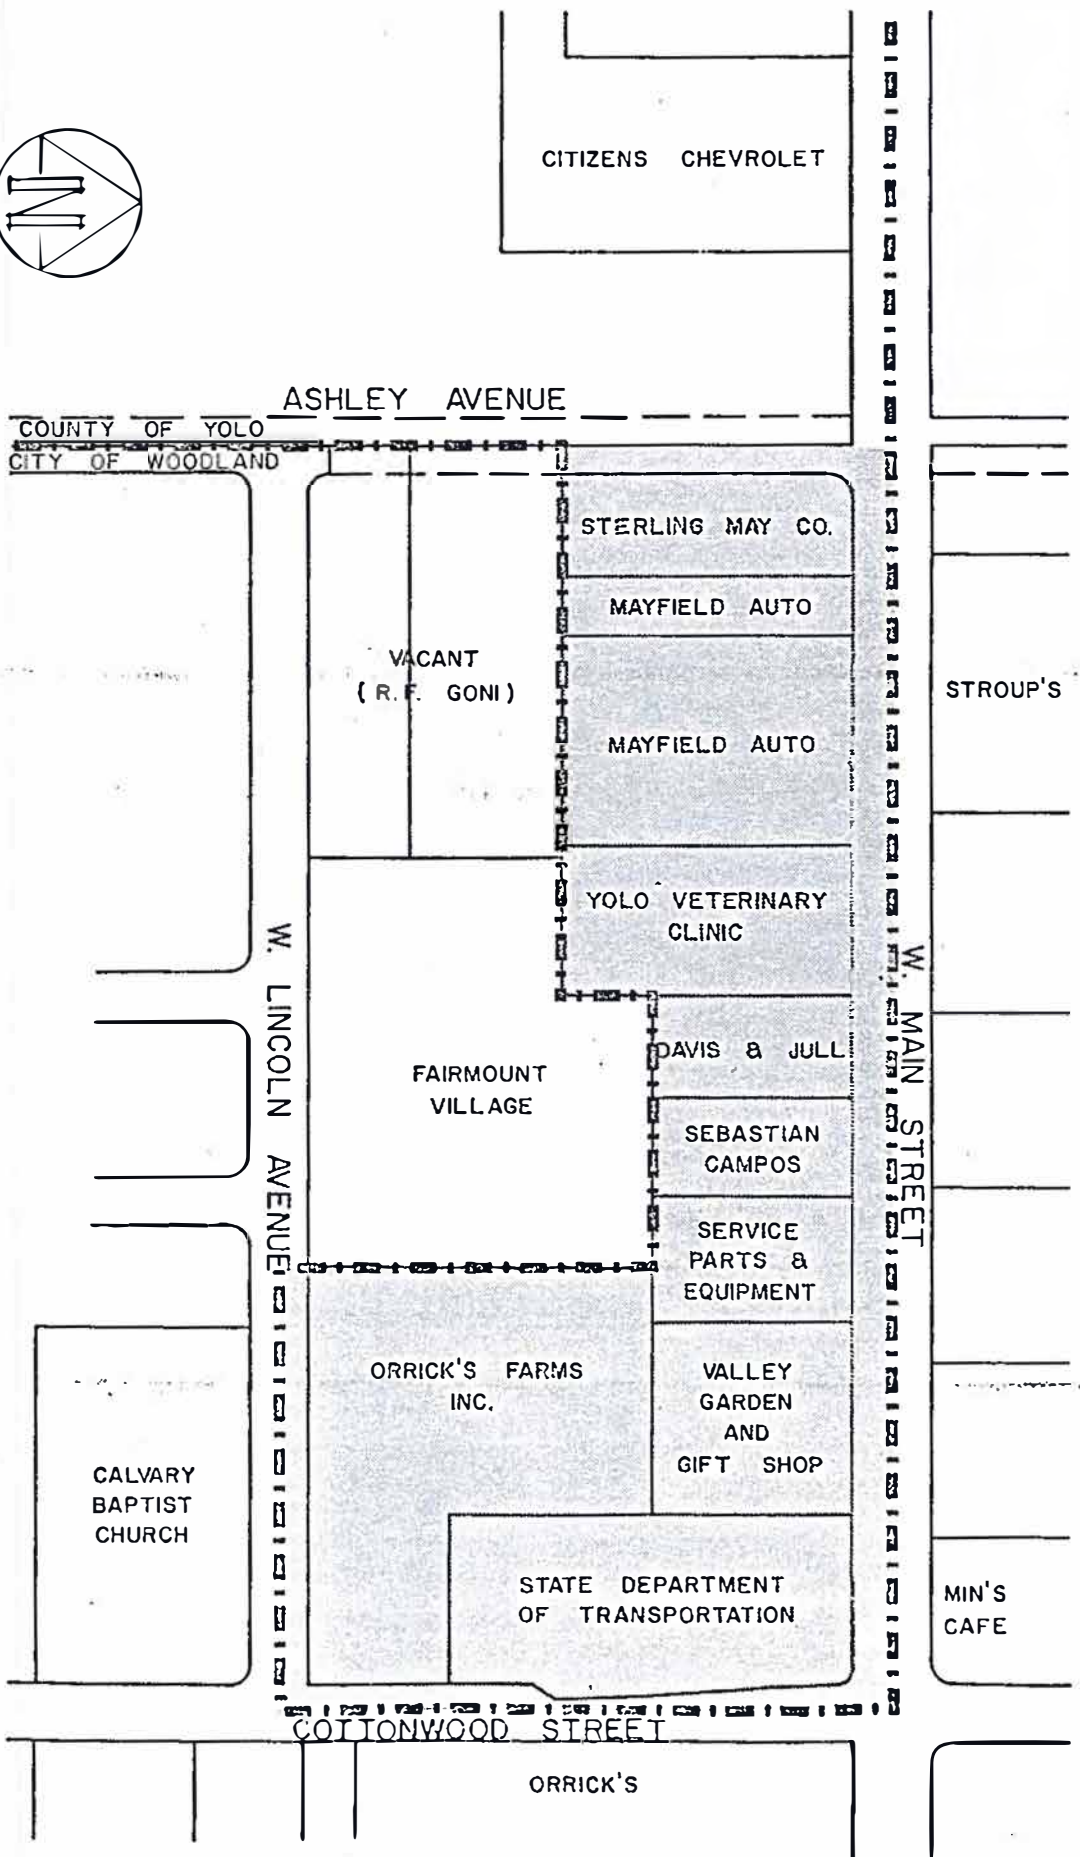 CITIZENS CHEVROLET
N
ASHLEY AVENUE
COUNTY OF YOLO
CITY OF WOODLAND
STERLING MAY CO.
MAYFIELD AUTO
VACANT
(R.F. GONI)
STROUP'S
MAYFIELD AUTO
YOLO VETERINARY
CLINIC
W. LINCOLN AVENUE
W. MAIN STREET
DAVIS & JULL
FAIRMOUNT
VILLAGE
SEBASTIAN
CAMPOS
SERVICE
PARTS &
EQUIPMENT
ORRICK'S FARMS
INC.
VALLEY
GARDEN
AND
GIFT SHOP
CALVARY
BAPTIST
CHURCH
STATE DEPARTMENT
OF TRANSPORTATION
MIN'S
CAFE
COTTONWOOD STREET
ORRICK'S